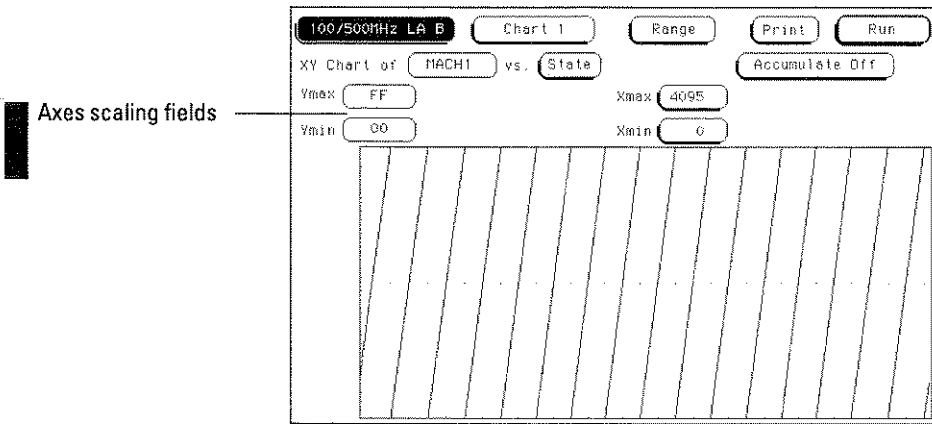 100/500MHz LA B Chart 1 Range Print Run
XY Chart of MACH1 vs. State Accumulate Off
Ymax FF Xmax 4095
Axes scaling fields
Ymin 00 Xmin 0